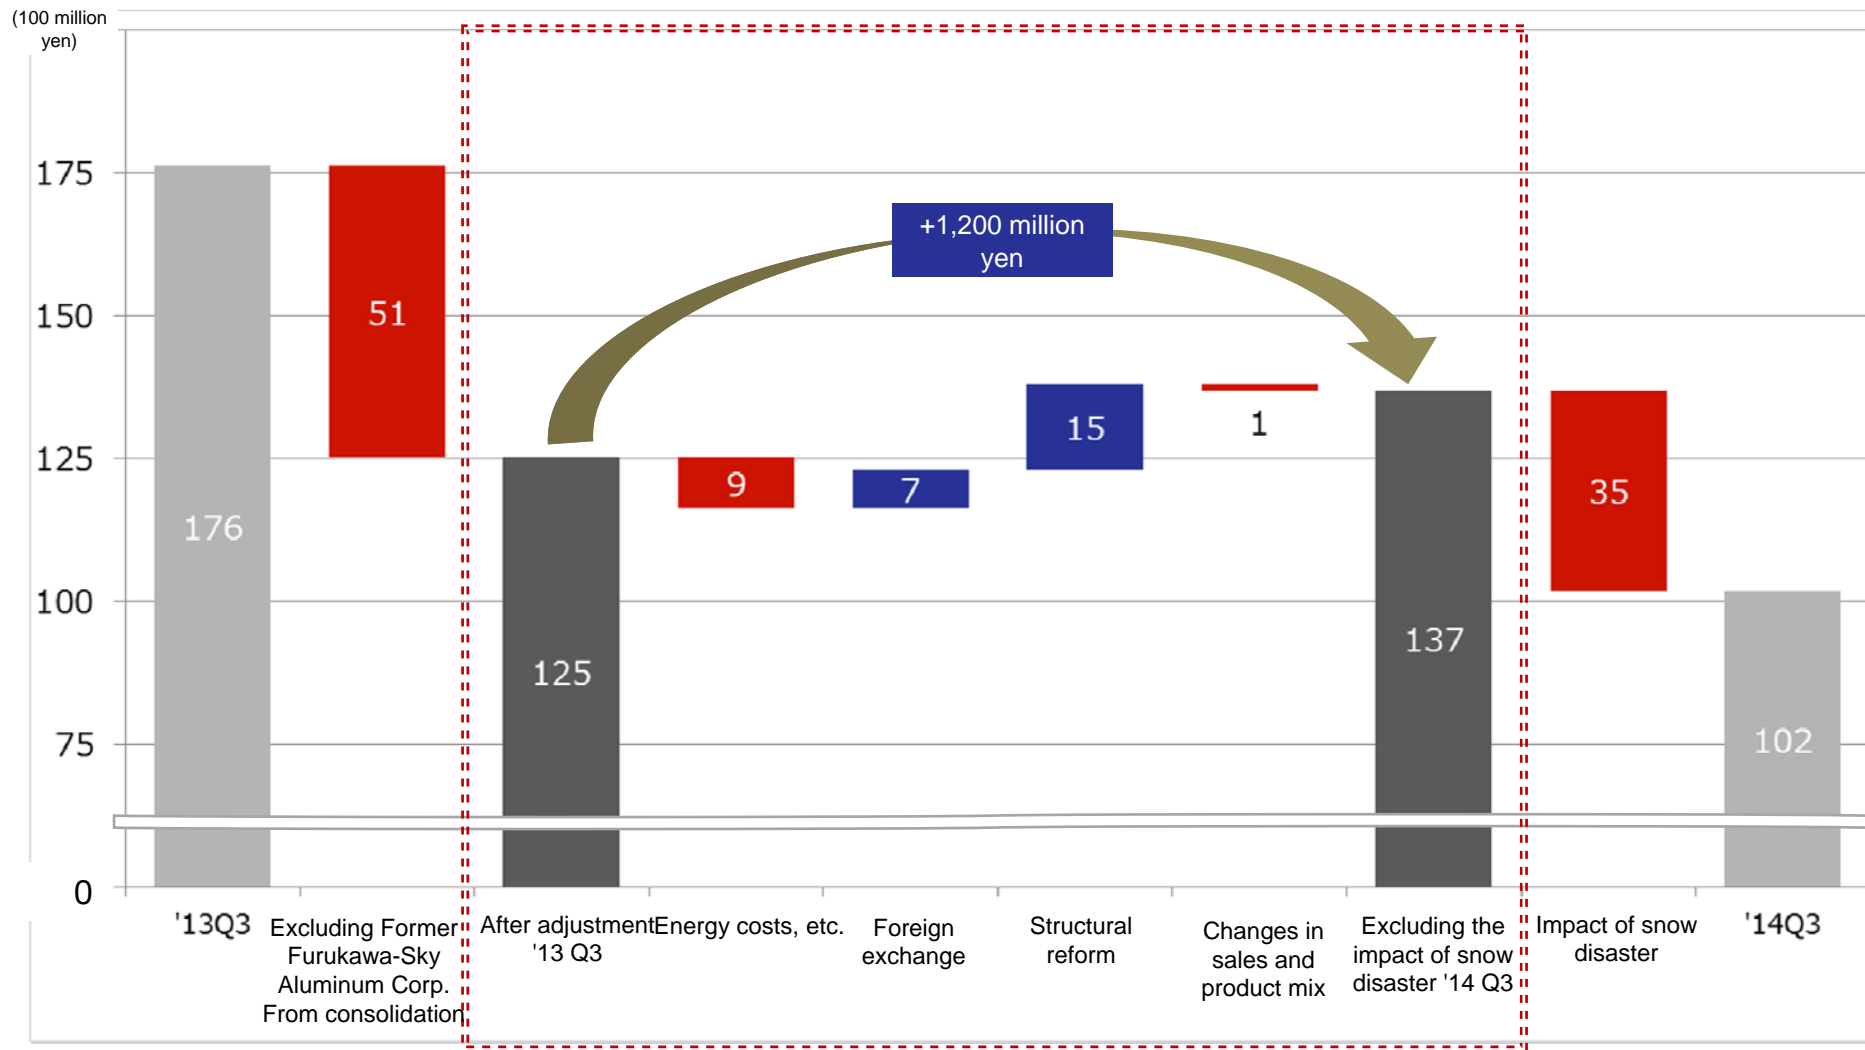 (100 million
yen)
175
150
125
100
75
0
176
51
125
9
7
15
1
137
35
102
+1,200 million
yen
'13Q3
Excluding Former
Furukawa-Sky
Aluminum Corp.
From consolidation
After adjustment
'13 Q3
Energy costs, etc.
Foreign
exchange
Structural
reform
Changes in
sales and
product mix
Excluding the
impact of snow
disaster '14 Q3
Impact of snow
disaster
'14Q3